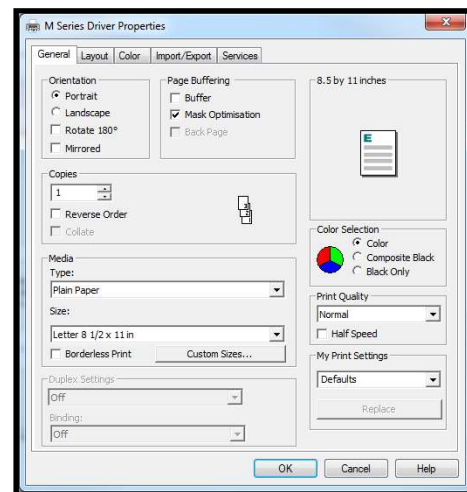 M Series Driver Properties
General Layout Color Import/Export Services
Orientation
Portrait
Landscape
Rotate 180°
Mirrored
Page Buffering
Buffer
Mask Optimisation
Back Page
8.5 by 11 inches
E
Copies
1
Reverse Order
Collate
Color Selection
Color
Composite Black
Black Only
Media
Type:
Plain Paper
Size:
Letter 8 1/2 x 11 in
Borderless Print
Custom Sizes...
Print Quality
Normal
Half Speed
My Print Settings
Defaults
Replace
Duplex Settings
Off
Binding:
Off
OK Cancel Help